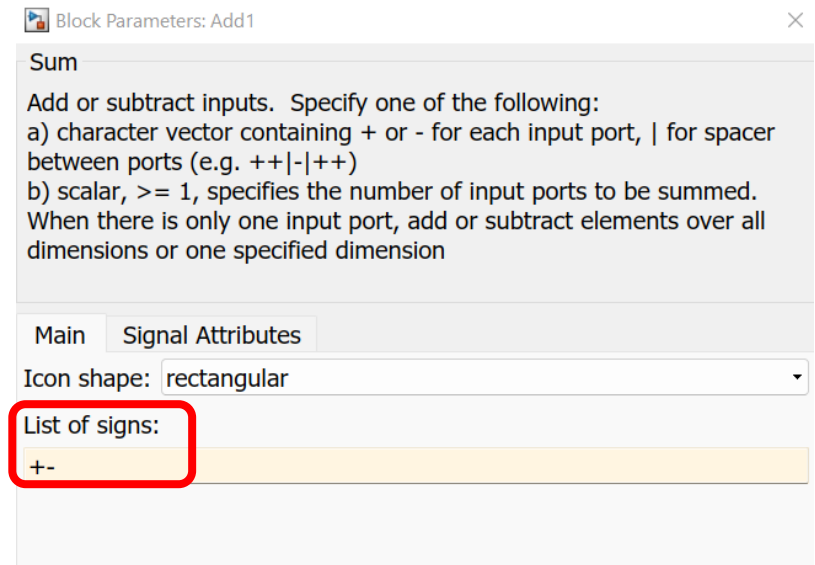 Block Parameters: Add1
Sum
Add or subtract inputs.  Specify one of the following:
a) character vector containing + or - for each input port, | for spacer
between ports (e.g. ++|-|++)
b) scalar, >= 1, specifies the number of input ports to be summed.
When there is only one input port, add or subtract elements over all
dimensions or one specified dimension
Main Signal Attributes
Icon shape: rectangular
List of signs:
+-